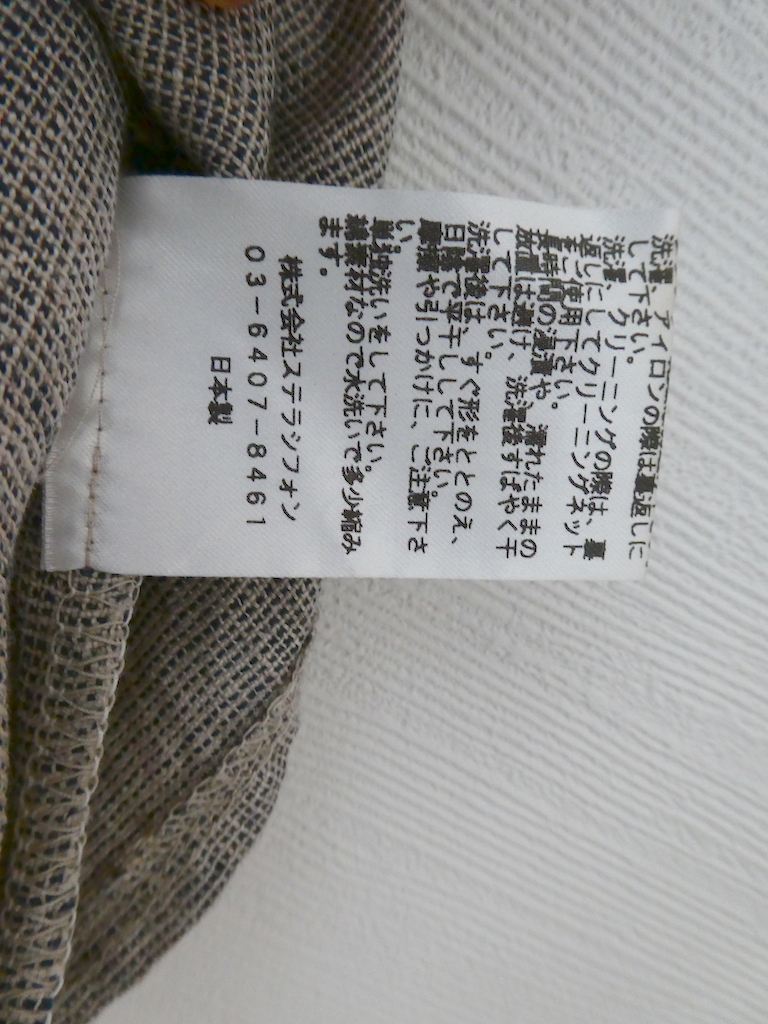 洗濯、アイロンの際は裏返しに
して下さい。
洗濯、クリーニングの際は、裏
返しにしてクリーニングネット
をご使用下さい。
長時間の浸漬や、濡れたままの
放置は避け、洗濯後すばやく干
して下さい。
洗濯後は、すぐ形をととのえ、
日陰で平干しして下さい。
摩擦や引っかけに、ご注意下さ
い。
単独洗いをして下さい。
綿素材なので水洗いで多少縮み
ます。
株式会社ステラシフォン
03-6407-8461
日本製